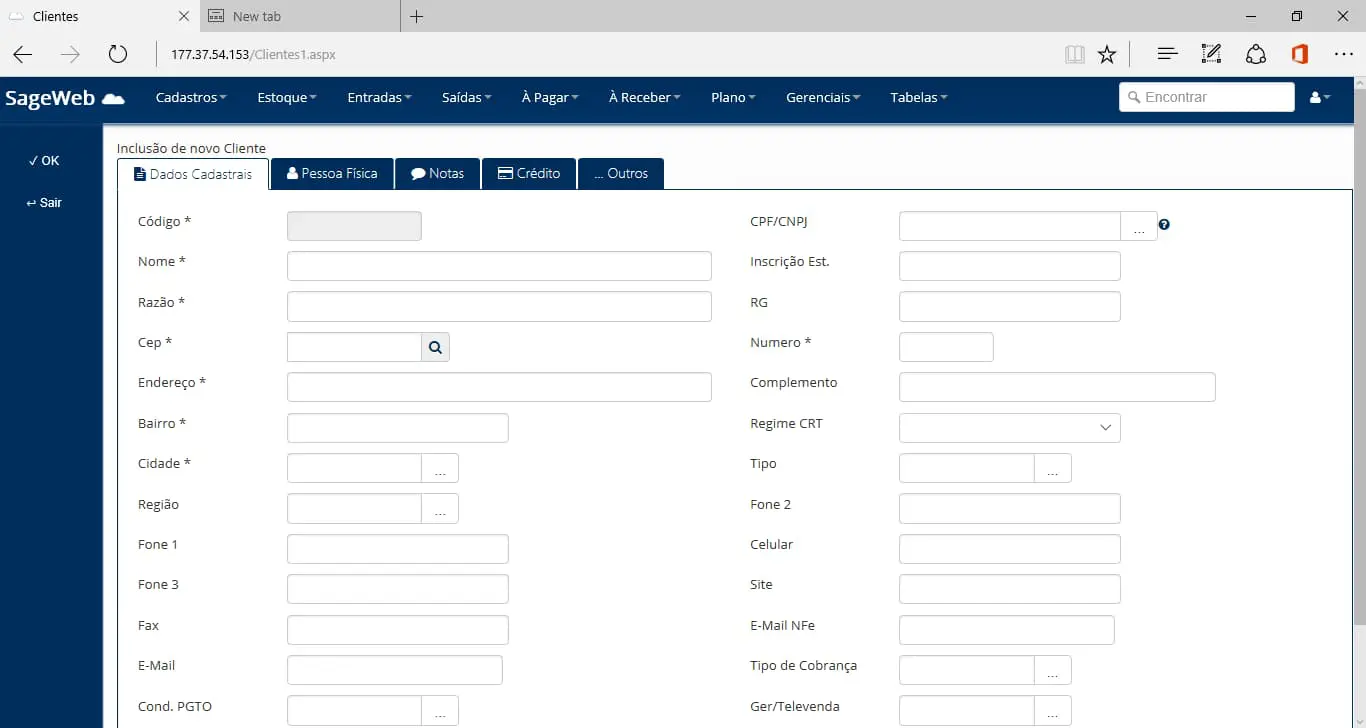 Clientes
New tab
177.37.54.153/Clientes1.aspx
SageWeb
Cadastros
Estoque
Entradas
Saídas
À Pagar
À Receber
Plano
Gerenciais
Tabelas
Encontrar
✓ OK
↩ Sair
Inclusão de novo Cliente
Dados Cadastrais
Pessoa Física
Notas
Crédito
... Outros
Código *
CPF/CNPJ
...
?
Nome *
Inscrição Est.
Razão *
RG
Cep *
Numero *
Endereço *
Complemento
Bairro *
Regime CRT
Cidade *
...
Tipo
...
Região
...
Fone 2
Fone 1
Celular
Fone 3
Site
Fax
E-Mail NFe
E-Mail
Tipo de Cobrança
...
Cond. PGTO
...
Ger/Televenda
...